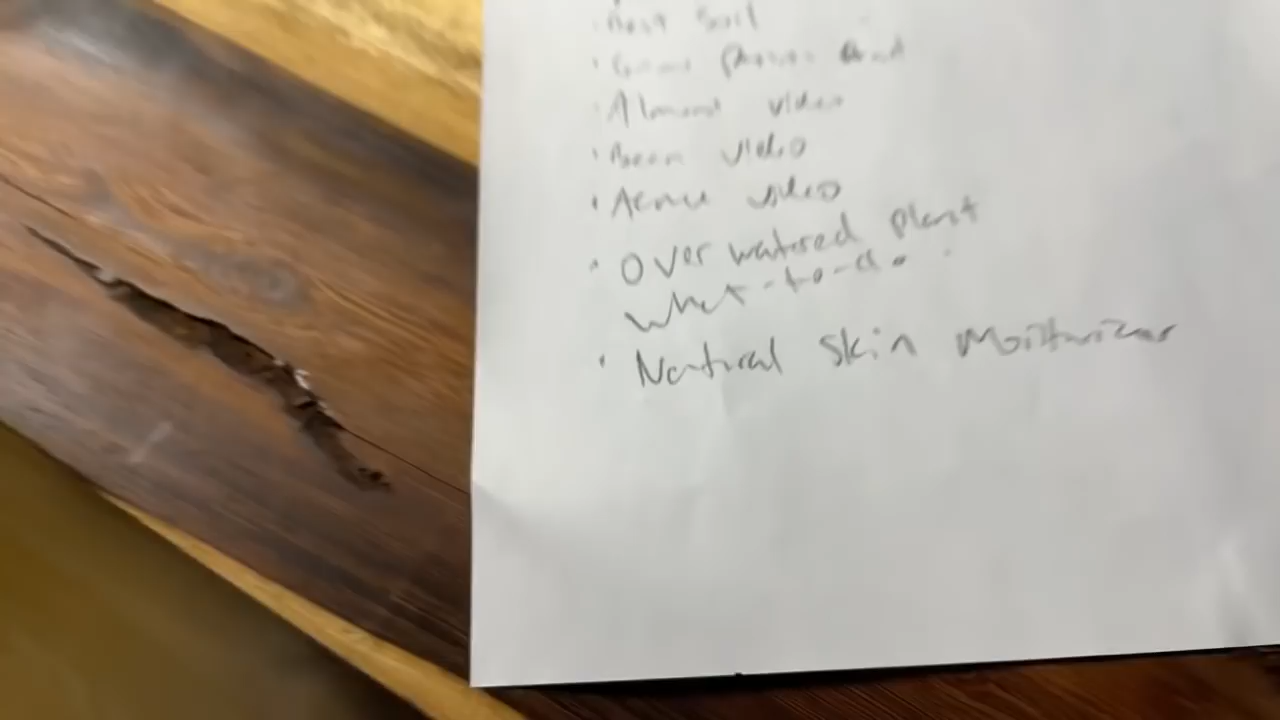 · Best Soil
·
· Almond video
· Bean video
· Acne video
· Over watered plant
what-to-do.
· Natural Skin Moisturizer